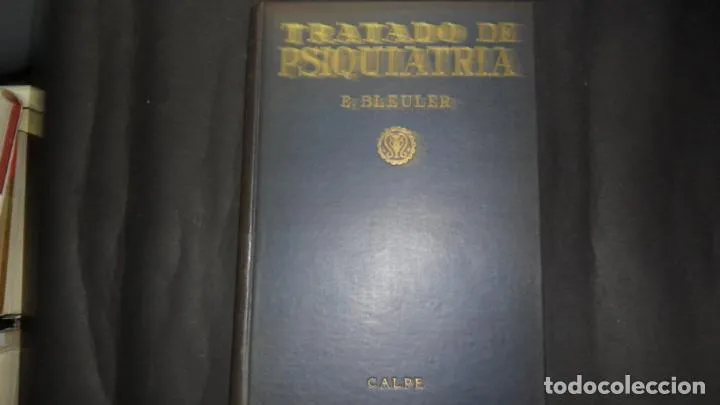 TRATADO DE
PSIQUIATRIA
E. BLEULER
CALPE
todocoleccion